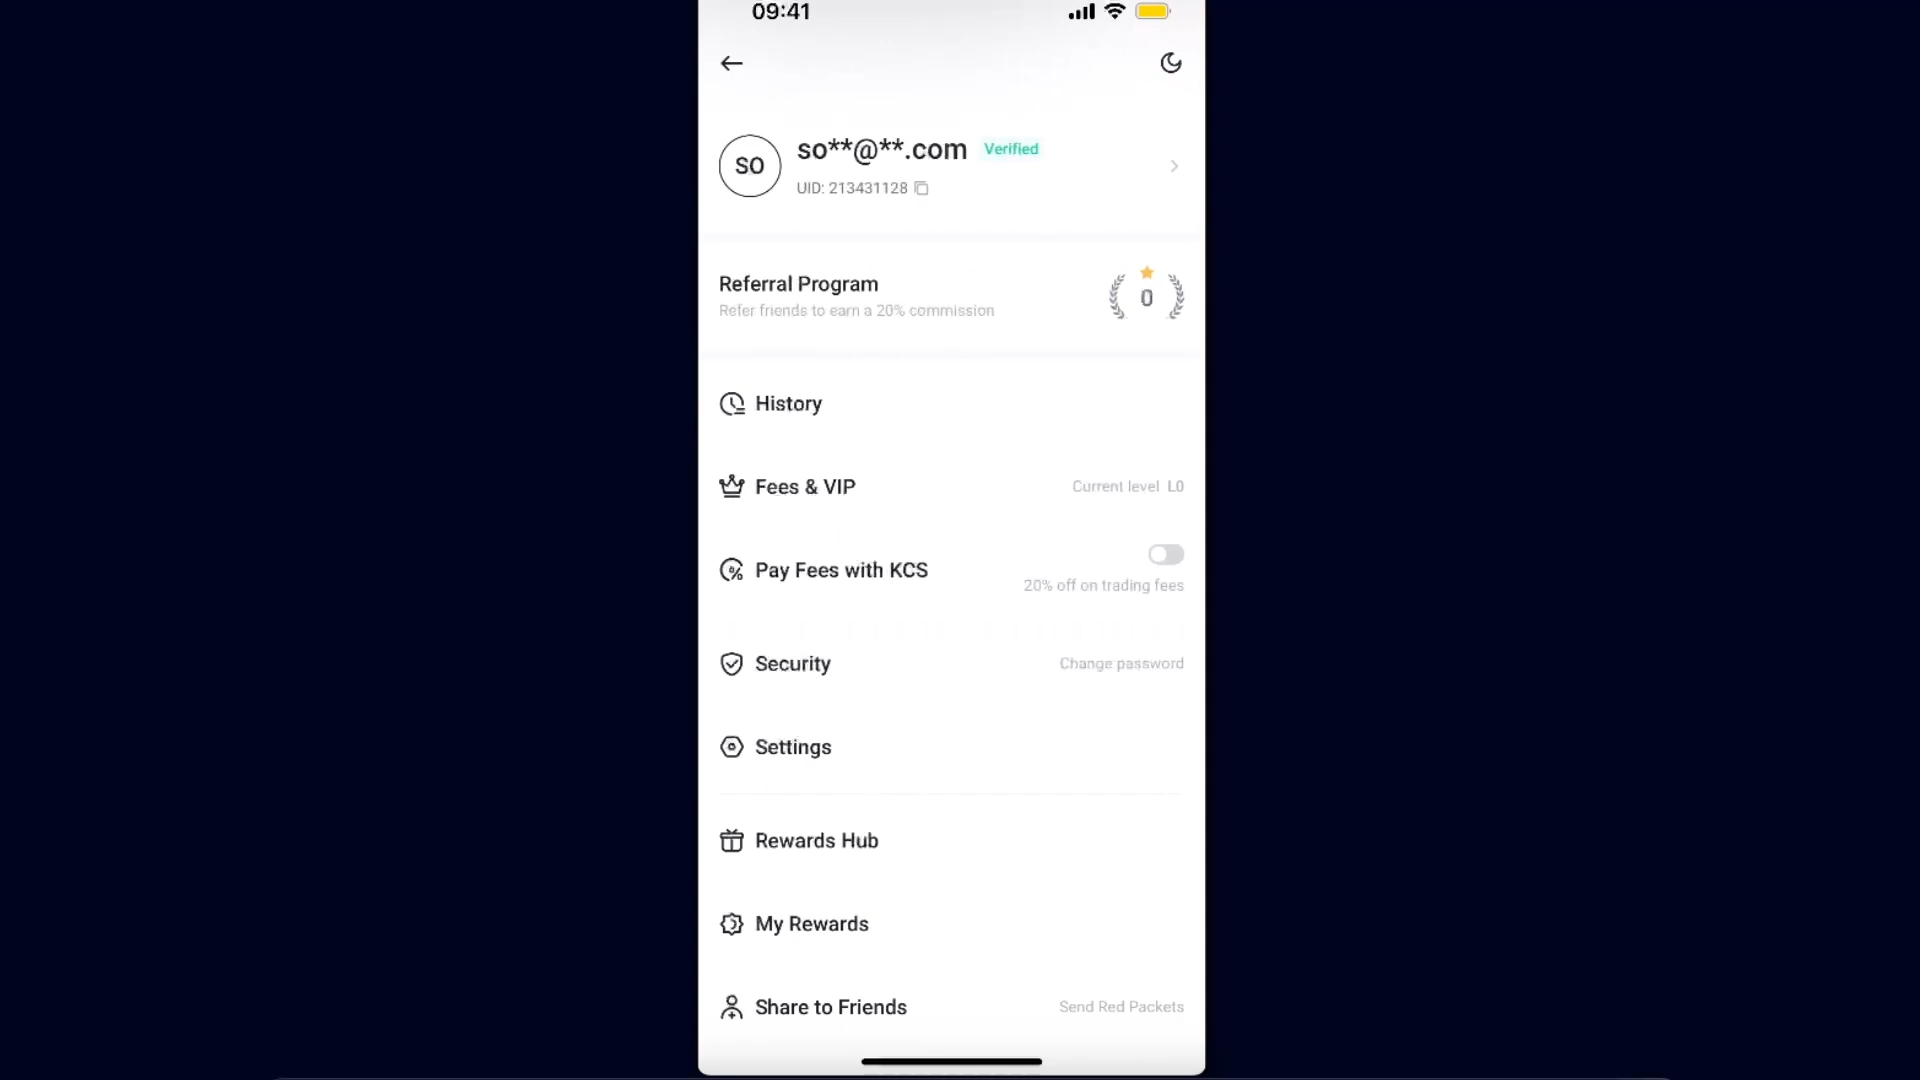 09:41
SO
so**@**.com Verified
UID: 213431128
Referral Program
Refer friends to earn a 20% commission
0
History
Fees & VIP Current level L0
Pay Fees with KCS
20% off on trading fees
Security Change password
Settings
Rewards Hub
My Rewards
Share to Friends Send Red Packets